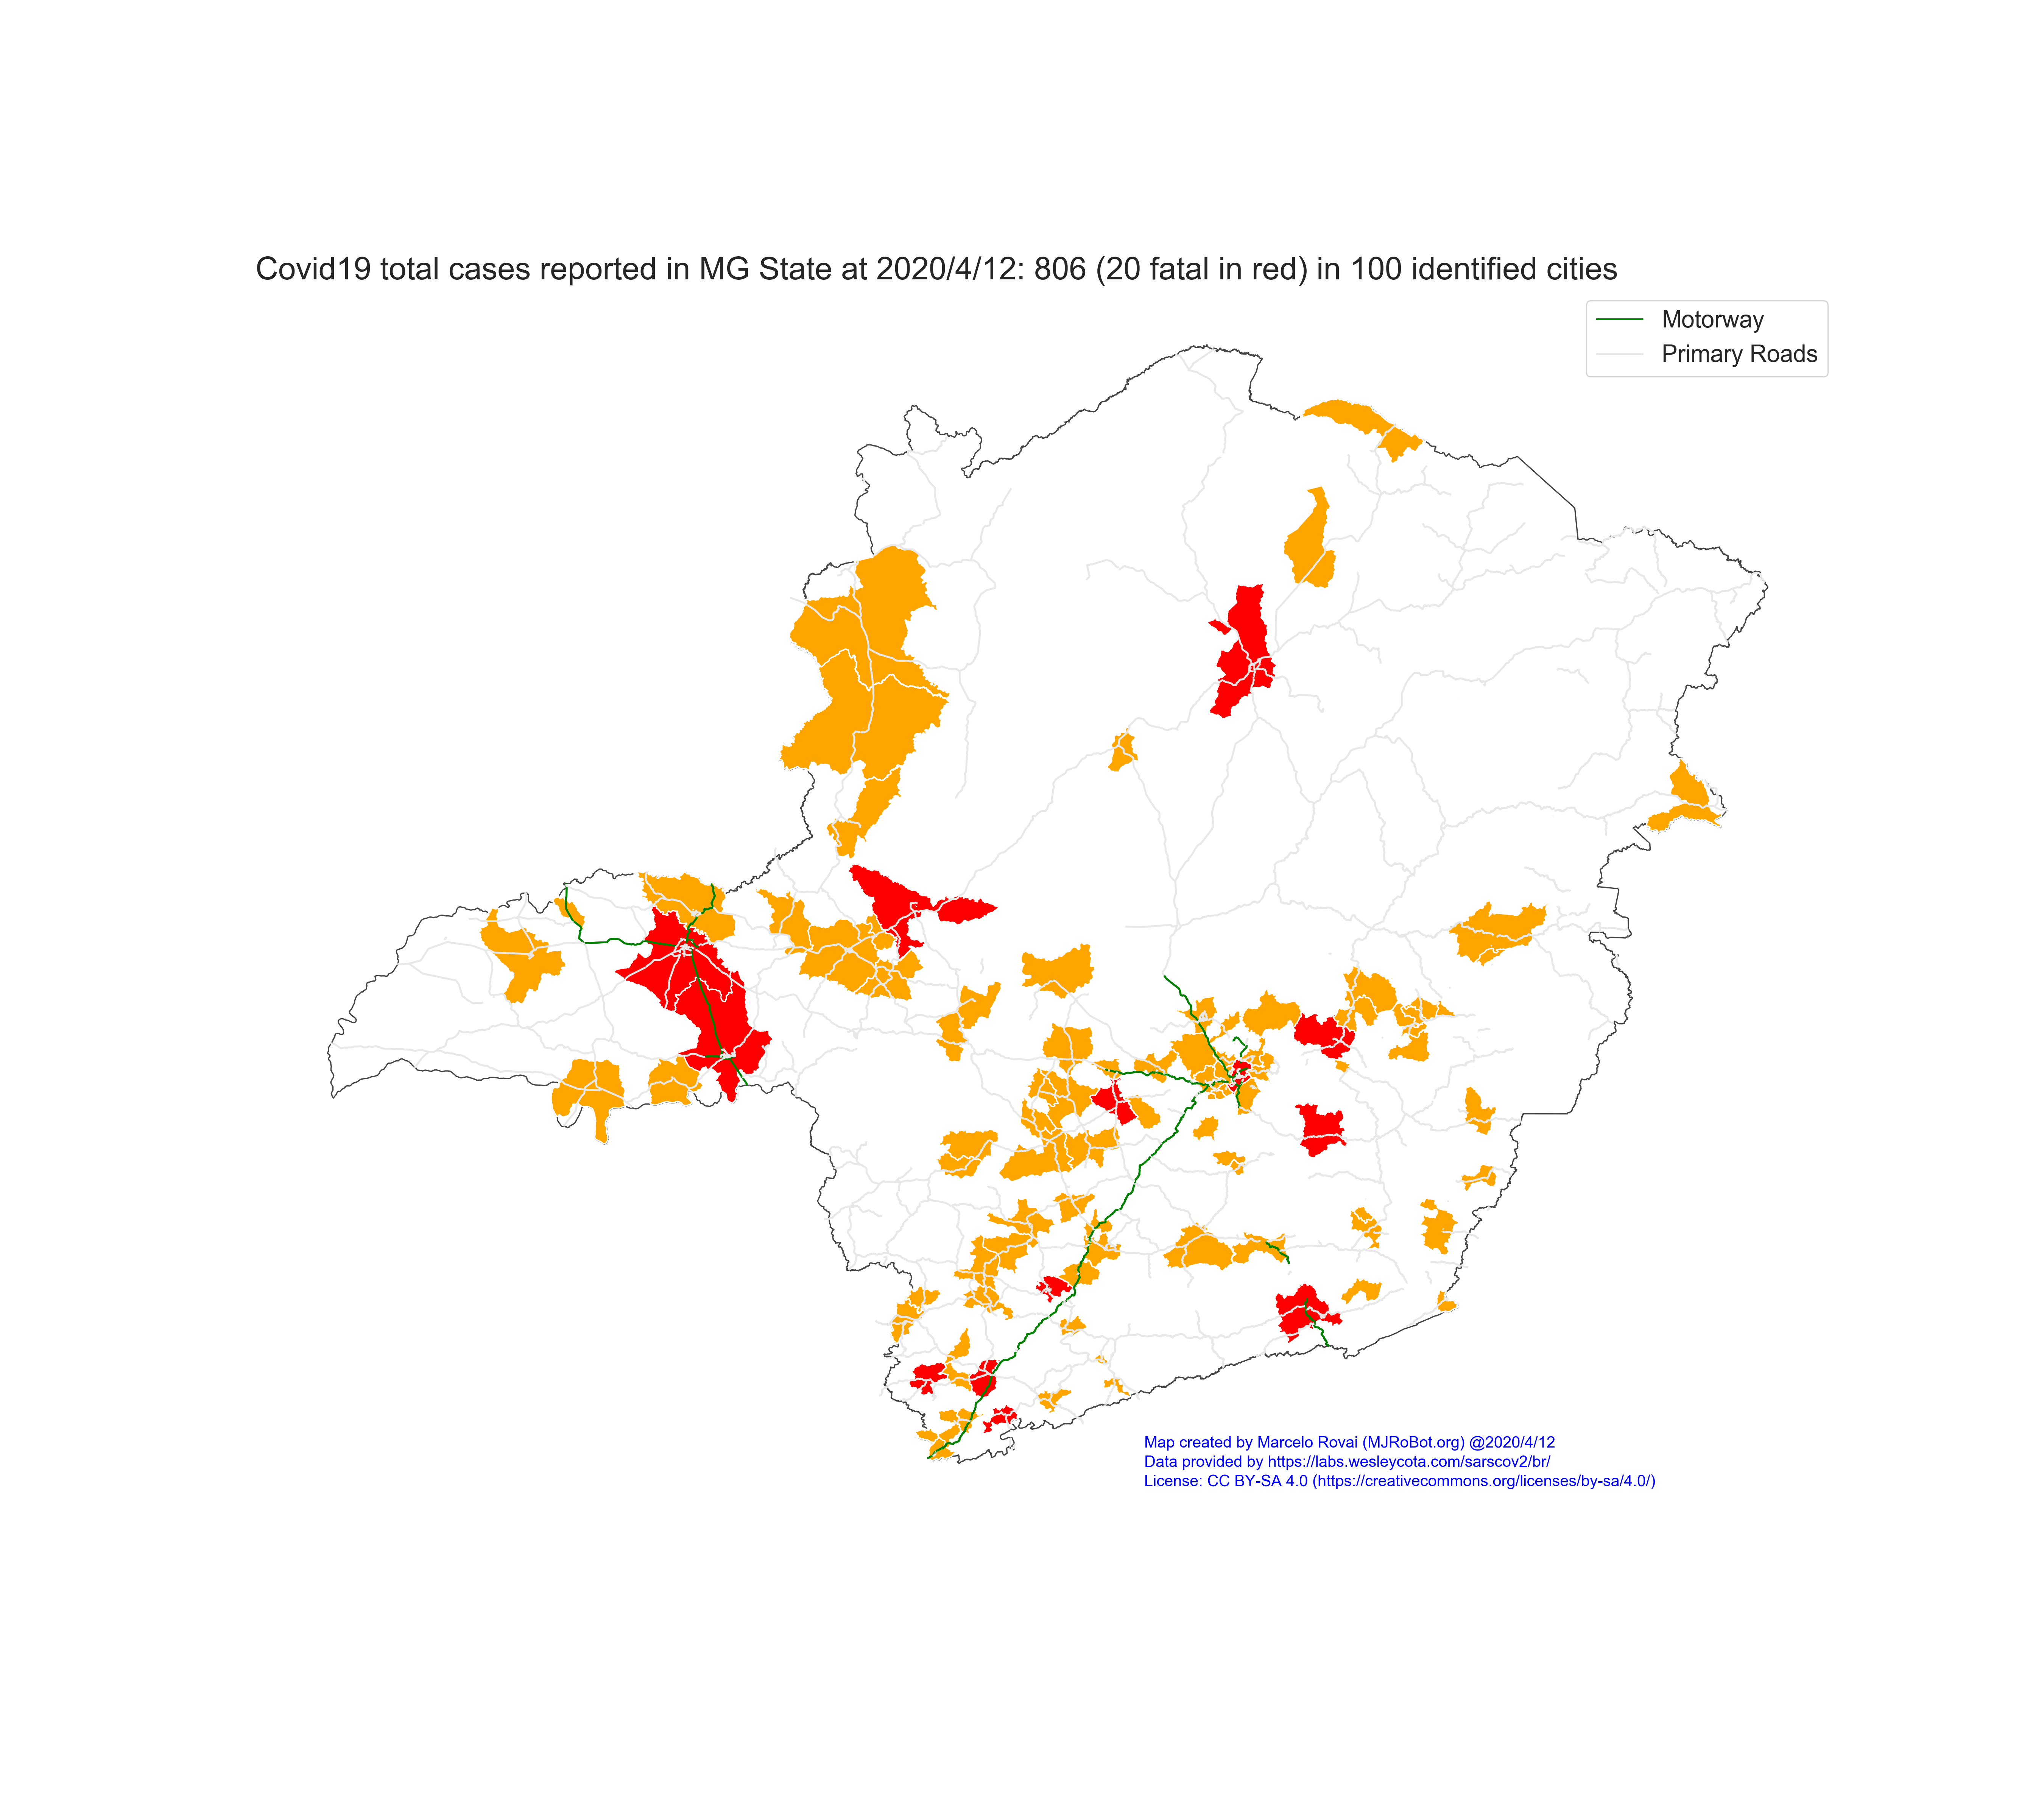 Covid19 total cases reported in MG State at 2020/4/12: 806 (20 fatal in red) in 100 identified cities
Motorway
Primary Roads
Map created by Marcelo Rovai (MJRoBot.org) @2020/4/12
Data provided by https://labs.wesleycota.com/sarscov2/br/
License: CC BY-SA 4.0 (https://creativecommons.org/licenses/by-sa/4.0/)